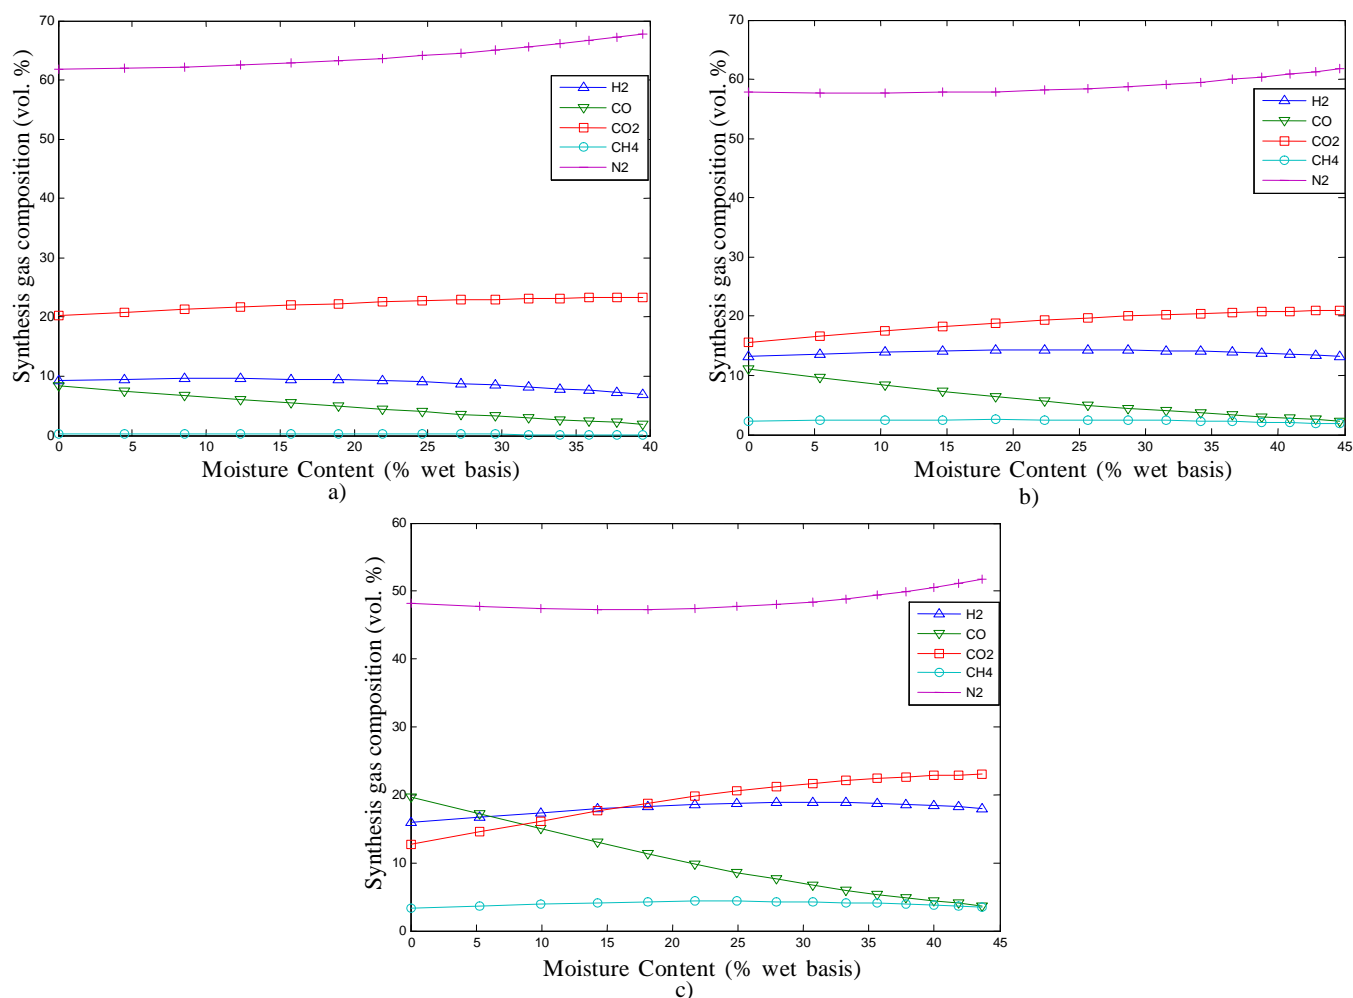 Synthesis gas composition (vol. %)
70
60
50
40
30
20
10
0
0 5 10 15 20 25 30 35 40
H2
CO
CO2
CH4
N2
Moisture Content (% wet basis)
a)
Synthesis gas composition (vol. %)
70
60
50
40
30
20
10
0
0 5 10 15 20 25 30 35 40 45
H2
CO
CO2
CH4
N2
Moisture Content (% wet basis)
b)
Synthesis gas composition (vol. %)
60
50
40
30
20
10
0
0 5 10 15 20 25 30 35 40 45
H2
CO
CO2
CH4
N2
Moisture Content (% wet basis)
c)